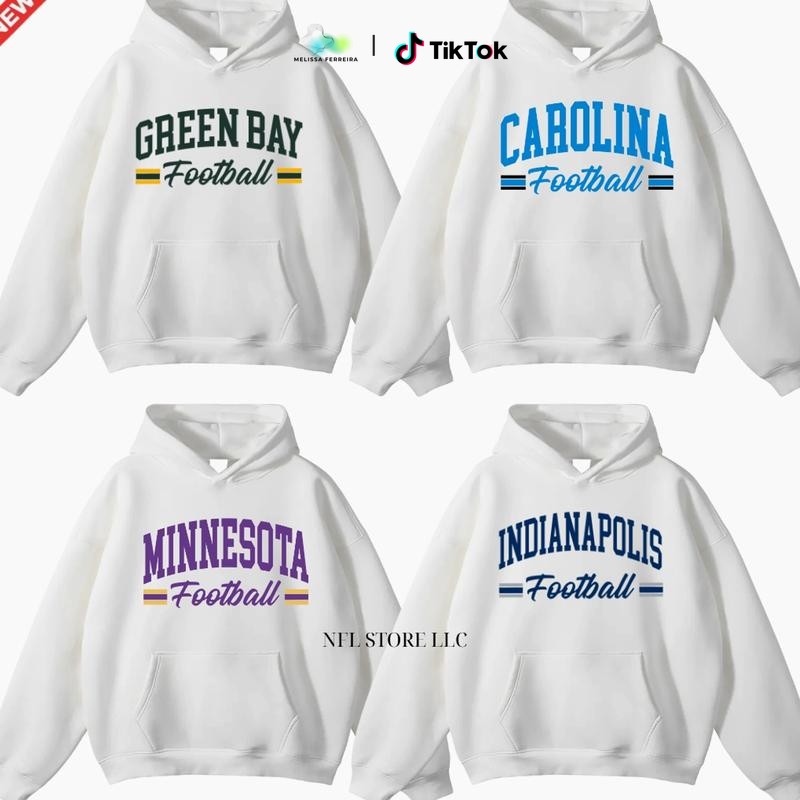 NEW
MELISSA FERREIRA | TikTok
GREEN BAY
Football
CAROLINA
Football
MINNESOTA
Football
INDIANAPOLIS
Football
NFL STORE LLC